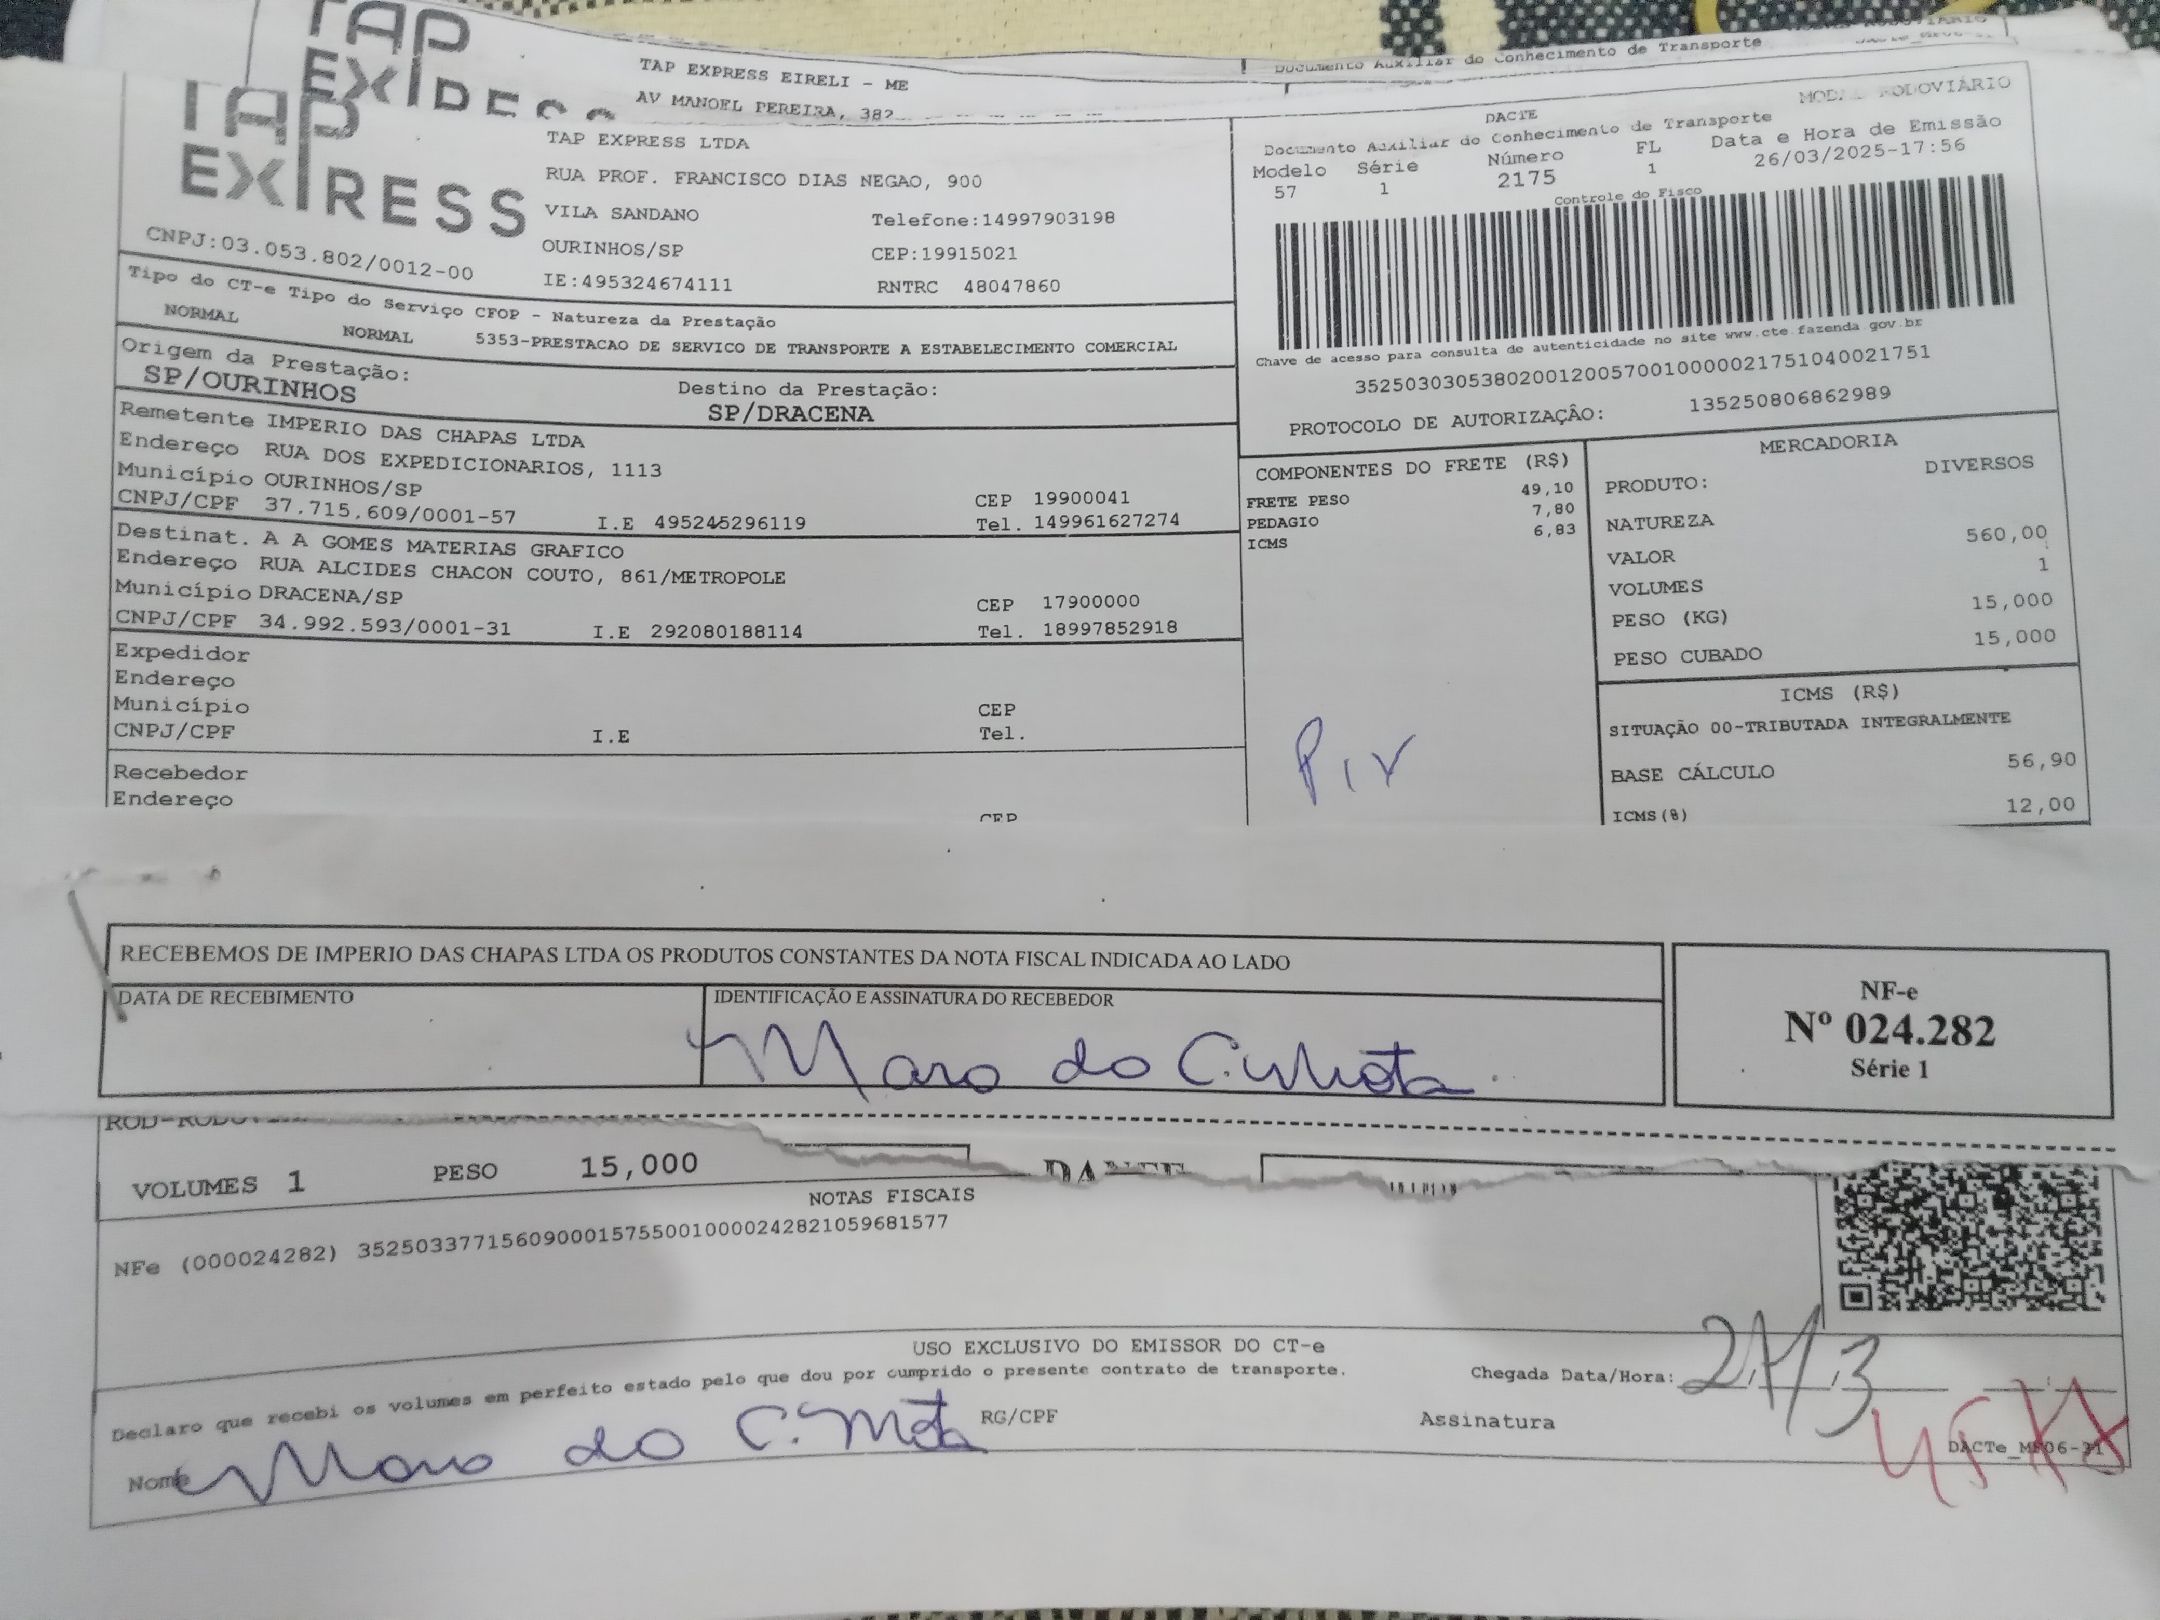 TAP
EXPRESS
TAP EXPRESS EIRELI - ME
AV MANOEL PEREIRA, 382
Documento Auxiliar do Conhecimento de Transporte
TAP
EXPRESS
CNPJ:03.053.802/0012-00
TAP EXPRESS LTDA
RUA PROF. FRANCISCO DIAS NEGAO, 900
VILA SANDANO Telefone:14997903198
OURINHOS/SP CEP:19915021
IE:495324674111 RNTRC 48047860
MODAL RODOVIÁRIO
DACTE
Documento Auxiliar do Conhecimento de Transporte
Modelo Série Número FL Data e Hora de Emissão
57 1 2175 1 26/03/2025-17:56
Controle do Fisco
Chave de acesso para consulta de autenticidade no site www.cte.fazenda.gov.br
35250303053802001200570010000021751040021751
PROTOCOLO DE AUTORIZAÇÂO: 135250806862989
Tipo do CT-e Tipo do Serviço CFOP - Natureza da Prestação
NORMAL NORMAL 5353-PRESTACAO DE SERVICO DE TRANSPORTE A ESTABELECIMENTO COMERCIAL
Origem da Prestação: Destino da Prestação:
SP/OURINHOS SP/DRACENA
Remetente IMPERIO DAS CHAPAS LTDA
Endereço RUA DOS EXPEDICIONARIOS, 1113
Município OURINHOS/SP CEP 19900041
CNPJ/CPF 37.715.609/0001-57 I.E 495245296119 Tel. 149961627274
Destinat. A A GOMES MATERIAS GRAFICO
Endereço RUA ALCIDES CHACON COUTO, 861/METROPOLE
Município DRACENA/SP CEP 17900000
CNPJ/CPF 34.992.593/0001-31 I.E 292080188114 Tel. 18997852918
Expedidor
Endereço
Município CEP
CNPJ/CPF I.E Tel.
Recebedor
Endereço
CEP
COMPONENTES DO FRETE (R$)
FRETE PESO 49,10
PEDAGIO 7,80
ICMS 6,83
Pix
MERCADORIA
PRODUTO: DIVERSOS
NATUREZA
VALOR 560,00
VOLUMES 1
PESO (KG) 15,000
PESO CUBADO 15,000
ICMS (R$)
SITUAÇÃO 00-TRIBUTADA INTEGRALMENTE
BASE CÁLCULO 56,90
ICMS(%) 12,00
RECEBEMOS DE IMPERIO DAS CHAPAS LTDA OS PRODUTOS CONSTANTES DA NOTA FISCAL INDICADA AO LADO
DATA DE RECEBIMENTO IDENTIFICAÇÃO E ASSINATURA DO RECEBEDOR
NF-e
Nº 024.282
Série 1
VOLUMES 1 PESO 15,000
DANFE
NOTAS FISCAIS
NFe (000024282) 35250337715609000157550010000242821059681577
USO EXCLUSIVO DO EMISSOR DO CT-e
Declaro que recebi os volumes em perfeito estado pelo que dou por cumprido o presente contrato de transporte.
Chegada Data/Hora:
Nome RG/CPF Assinatura